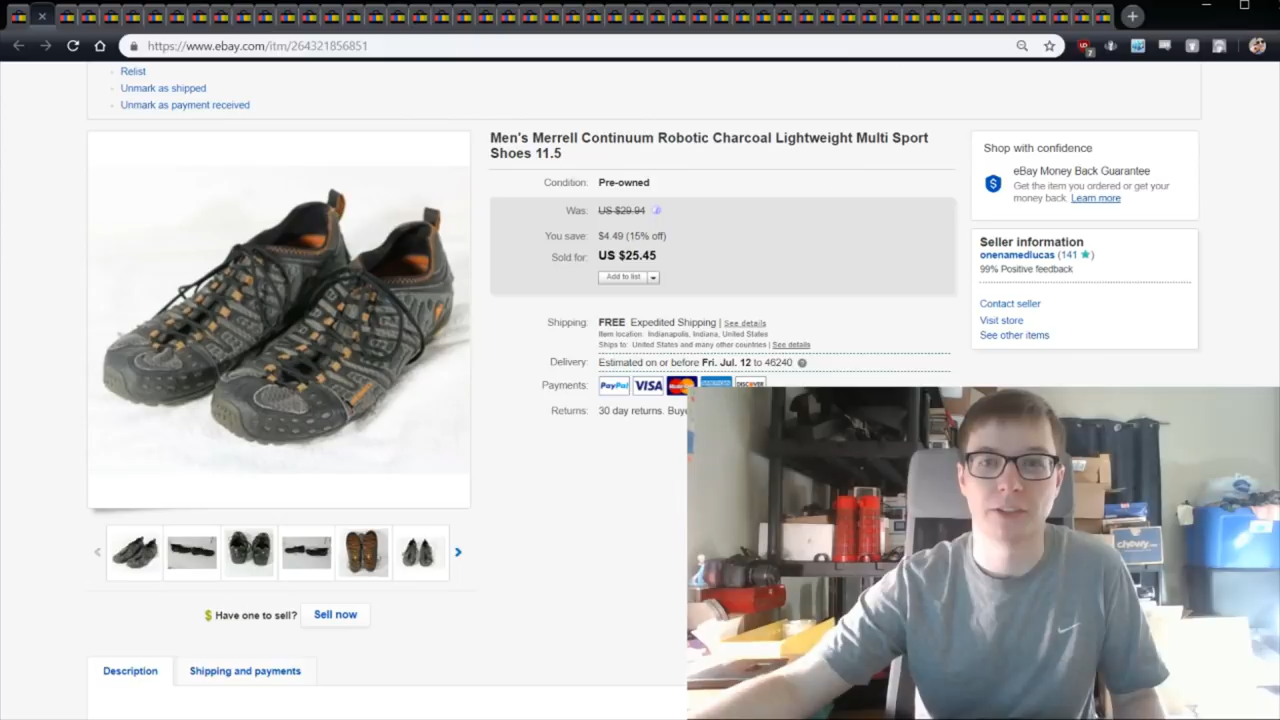 https://www.ebay.com/itm/264321856851
Relist
Unmark as shipped
Unmark as payment received
Men's Merrell Continuum Robotic Charcoal Lightweight Multi Sport
Shoes 11.5
Condition: Pre-owned
Was: US $29.94
You save: $4.49 (15% off)
Sold for: US $25.45
Add to list
Shipping: FREE Expedited Shipping | See details
Item location: Indianapolis, Indiana, United States
Ships to: United States and many other countries | See details
Delivery: Estimated on or before Fri. Jul. 12 to 46240
Payments: PayPal VISA MasterCard DISCOVER
Returns: 30 day returns.
Shop with confidence
eBay Money Back Guarantee
Get the item you ordered or get your
money back. Learn more
Seller information
onenamedlucas (141 )
99% Positive feedback
Contact seller
Visit store
See other items
Have one to sell? Sell now
Description
Shipping and payments
chewy